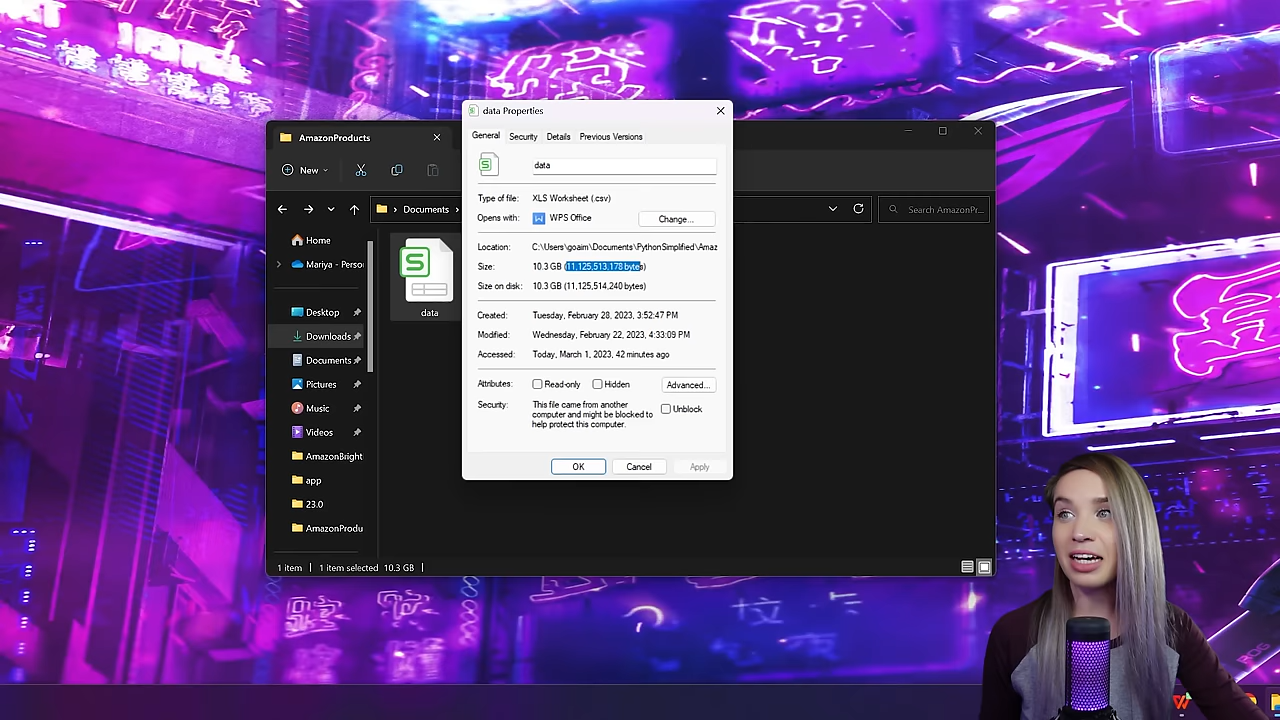 data Properties
General Security Details Previous Versions
data
Type of file: XLS Worksheet (.csv)
Opens with: WPS Office Change...
Location: C:\Users\goaim\Documents\PythonSimplified\Amaz
Size: 10.3 GB (11,125,513,178 bytes)
Size on disk: 10.3 GB (11,125,514,240 bytes)
Created: Tuesday, February 28, 2023, 3:52:47 PM
Modified: Wednesday, February 22, 2023, 4:33:09 PM
Accessed: Today, March 1, 2023, 42 minutes ago
Attributes: Read-only Hidden Advanced...
Security: This file came from another
computer and might be blocked to
help protect this computer.
Unblock
OK Cancel Apply
AmazonProducts
New
Documents
Search AmazonPr...
Home
Mariya - Perso
Desktop
Downloads
Documents
Pictures
Music
Videos
AmazonBright
app
23.0
AmazonProdu
S
data
1 item 1 item selected 10.3 GB